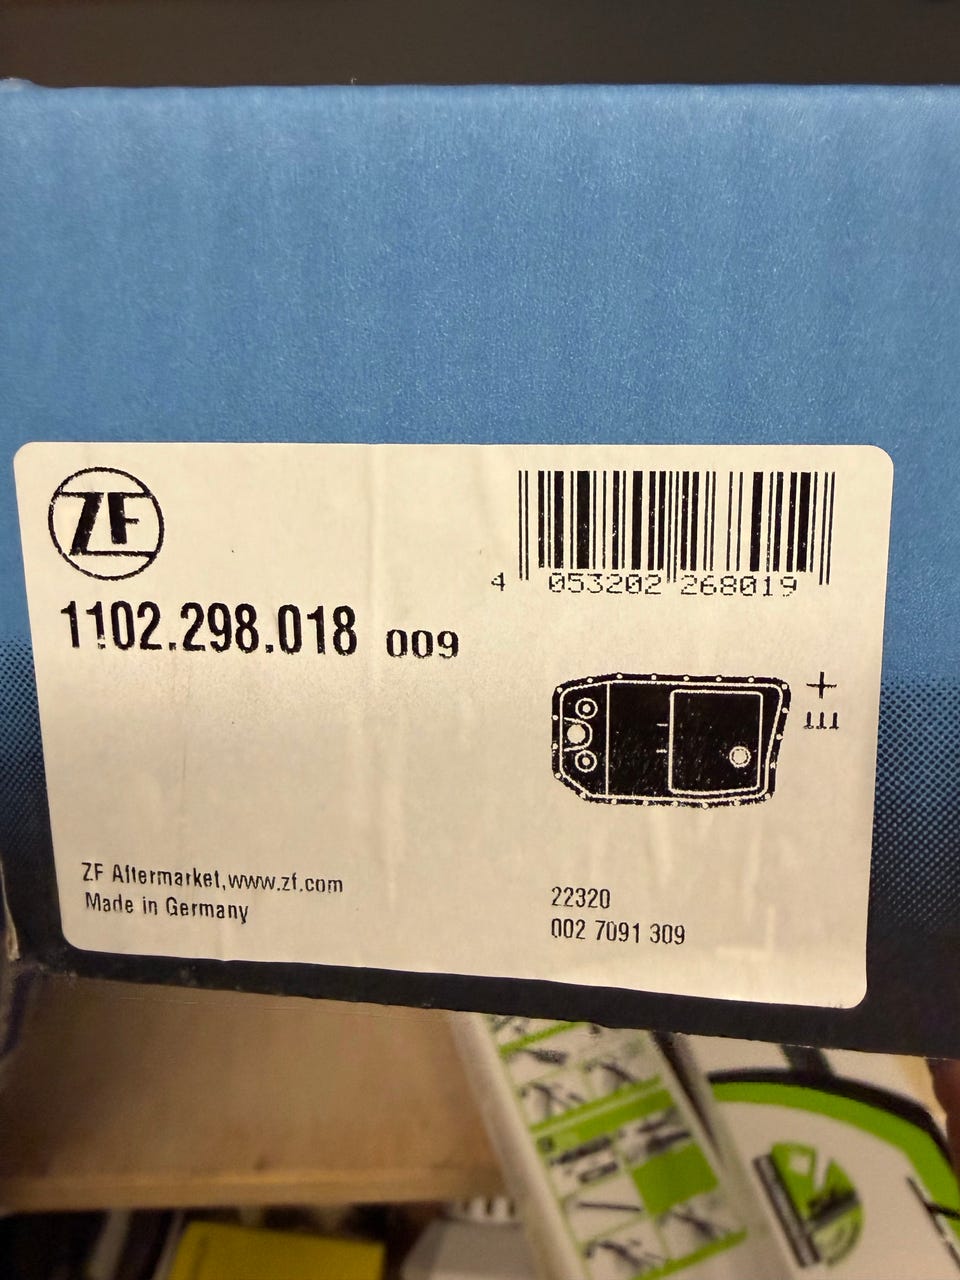 ZF
4 053202 268019
1102.298.018 009
ZF Aftermarket,www.zf.com
Made in Germany
22320
002 7091 309